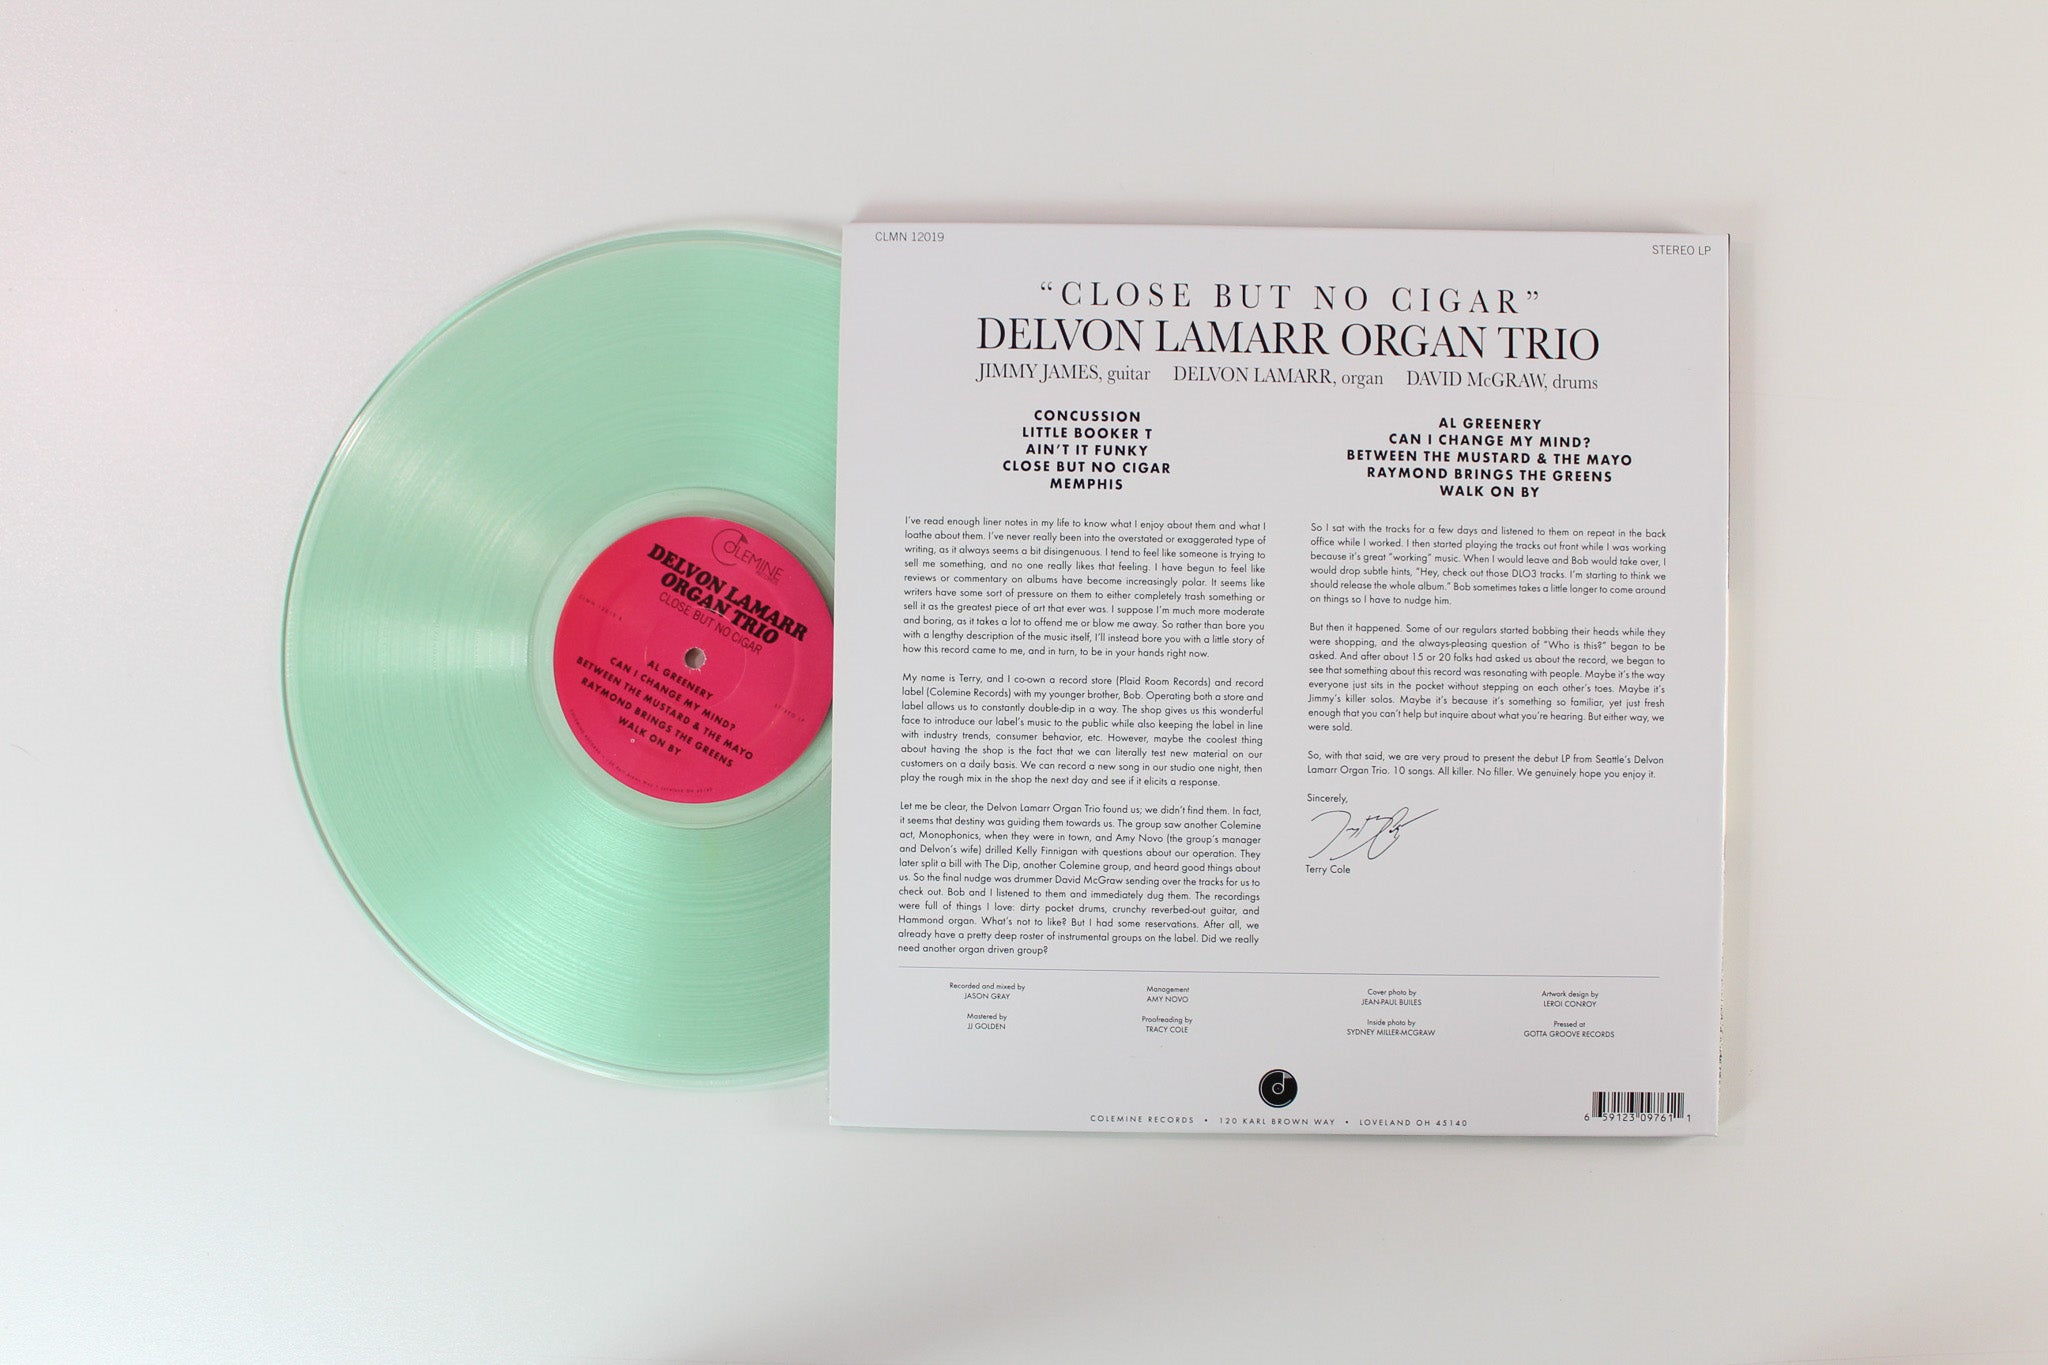 COLEMINE
RECORDS
DELVON LAMARR
ORGAN TRIO
CLOSE BUT NO CIGAR
STEREO LP
AL GREENERY
CAN I CHANGE MY MIND?
BETWEEN THE MUSTARD & THE MAYO
RAYMOND BRINGS THE GREENS
WALK ON BY
CLMN 12019
STEREO LP
“CLOSE BUT NO CIGAR”
DELVON LAMARR ORGAN TRIO
JIMMY JAMES, guitar DELVON LAMARR, organ DAVID McGRAW, drums
CONCUSSION
LITTLE BOOKER T
AIN'T IT FUNKY
CLOSE BUT NO CIGAR
MEMPHIS
AL GREENERY
CAN I CHANGE MY MIND?
BETWEEN THE MUSTARD & THE MAYO
RAYMOND BRINGS THE GREENS
WALK ON BY
I've read enough liner notes in my life to know what I enjoy about them and what I
loathe about them. I've never really been into the overstated or exaggerated type of
writing, as it always seems a bit disingenuous. I tend to feel like someone is trying to
sell me something, and no one really likes that feeling. I have begun to feel like
reviews or commentary on albums have become increasingly polar. It seems like
writers have some sort of pressure on them to either completely trash something or
sell it as the greatest piece of art that ever was. I suppose I'm much more moderate
and boring, as it takes a lot to offend me or blow me away. So rather than bore you
with a lengthy description of the music itself, I'll instead bore you with a little story of
how this record came to me, and in turn, to be in your hands right now.
My name is Terry, and I co-own a record store (Plaid Room Records) and record
label (Colemine Records) with my younger brother, Bob. Operating both a store and
label allows us to constantly double-dip in a way. The shop gives us this wonderful
face to introduce our label's music to the public while also keeping the label in line
with industry trends, consumer behavior, etc. However, maybe the coolest thing
about having the shop is the fact that we can literally test new material on our
customers on a daily basis. We can record a new song in our studio one night, then
play the rough mix in the shop the next day and see if it elicits a response.
Let me be clear, the Delvon Lamarr Organ Trio found us; we didn't find them. In fact,
it seems that destiny was guiding them towards us. The group saw another Colemine
act, Monophonics, when they were in town, and Amy Novo (the group's manager
and Delvon's wife) drilled Kelly Finnigan with questions about our operation. They
later split a bill with The Dip, another Colemine group, and heard good things about
us. So the final nudge was drummer David McGraw sending over the tracks for us to
check out. Bob and I listened to them and immediately dug them. The recordings
were full of things I love: dirty pocket drums, crunchy reverbed-out guitar, and
Hammond organ. What's not to like? But I had some reservations. After all, we
already have a pretty deep roster of instrumental groups on the label. Did we really
need another organ driven group?
So I sat with the tracks for a few days and listened to them on repeat in the back
office while I worked. I then started playing the tracks out front while I was working
because it's great “working” music. When I would leave and Bob would take over, I
would drop subtle hints, “Hey, check out those DLO3 tracks. I'm starting to think we
should release the whole album.” Bob sometimes takes a little longer to come around
on things so I have to nudge him.
But then it happened. Some of our regulars started bobbing their heads while they
were shopping, and the always-pleasing question of “Who is this?” began to be
asked. And after about 15 or 20 folks had asked us about the record, we began to
see that something about this record was resonating with people. Maybe it's the way
everyone just sits in the pocket without stepping on each other's toes. Maybe it's
Jimmy's killer solos. Maybe it's because it's something so familiar, yet just fresh
enough that you can't help but inquire about what you're hearing. But either way, we
were sold.
So, with that said, we are very proud to present the debut LP from Seattle's Delvon
Lamarr Organ Trio. 10 songs. All killer. No filler. We genuinely hope you enjoy it.
Sincerely,
Terry Cole
Recorded and mixed by
JASON GRAY
Mastered by
JJ GOLDEN
Management
AMY NOVO
Proofreading by
TRACY COLE
Cover photo by
JEAN-PAUL BUILES
Inside photo by
SYDNEY MILLER-MCGRAW
Artwork design by
LEROI CONROY
Pressed at
GOTTA GROOVE RECORDS
COLEMINE RECORDS • 120 KARL BROWN WAY • LOVELAND OH 45140
6 59123 09761 1